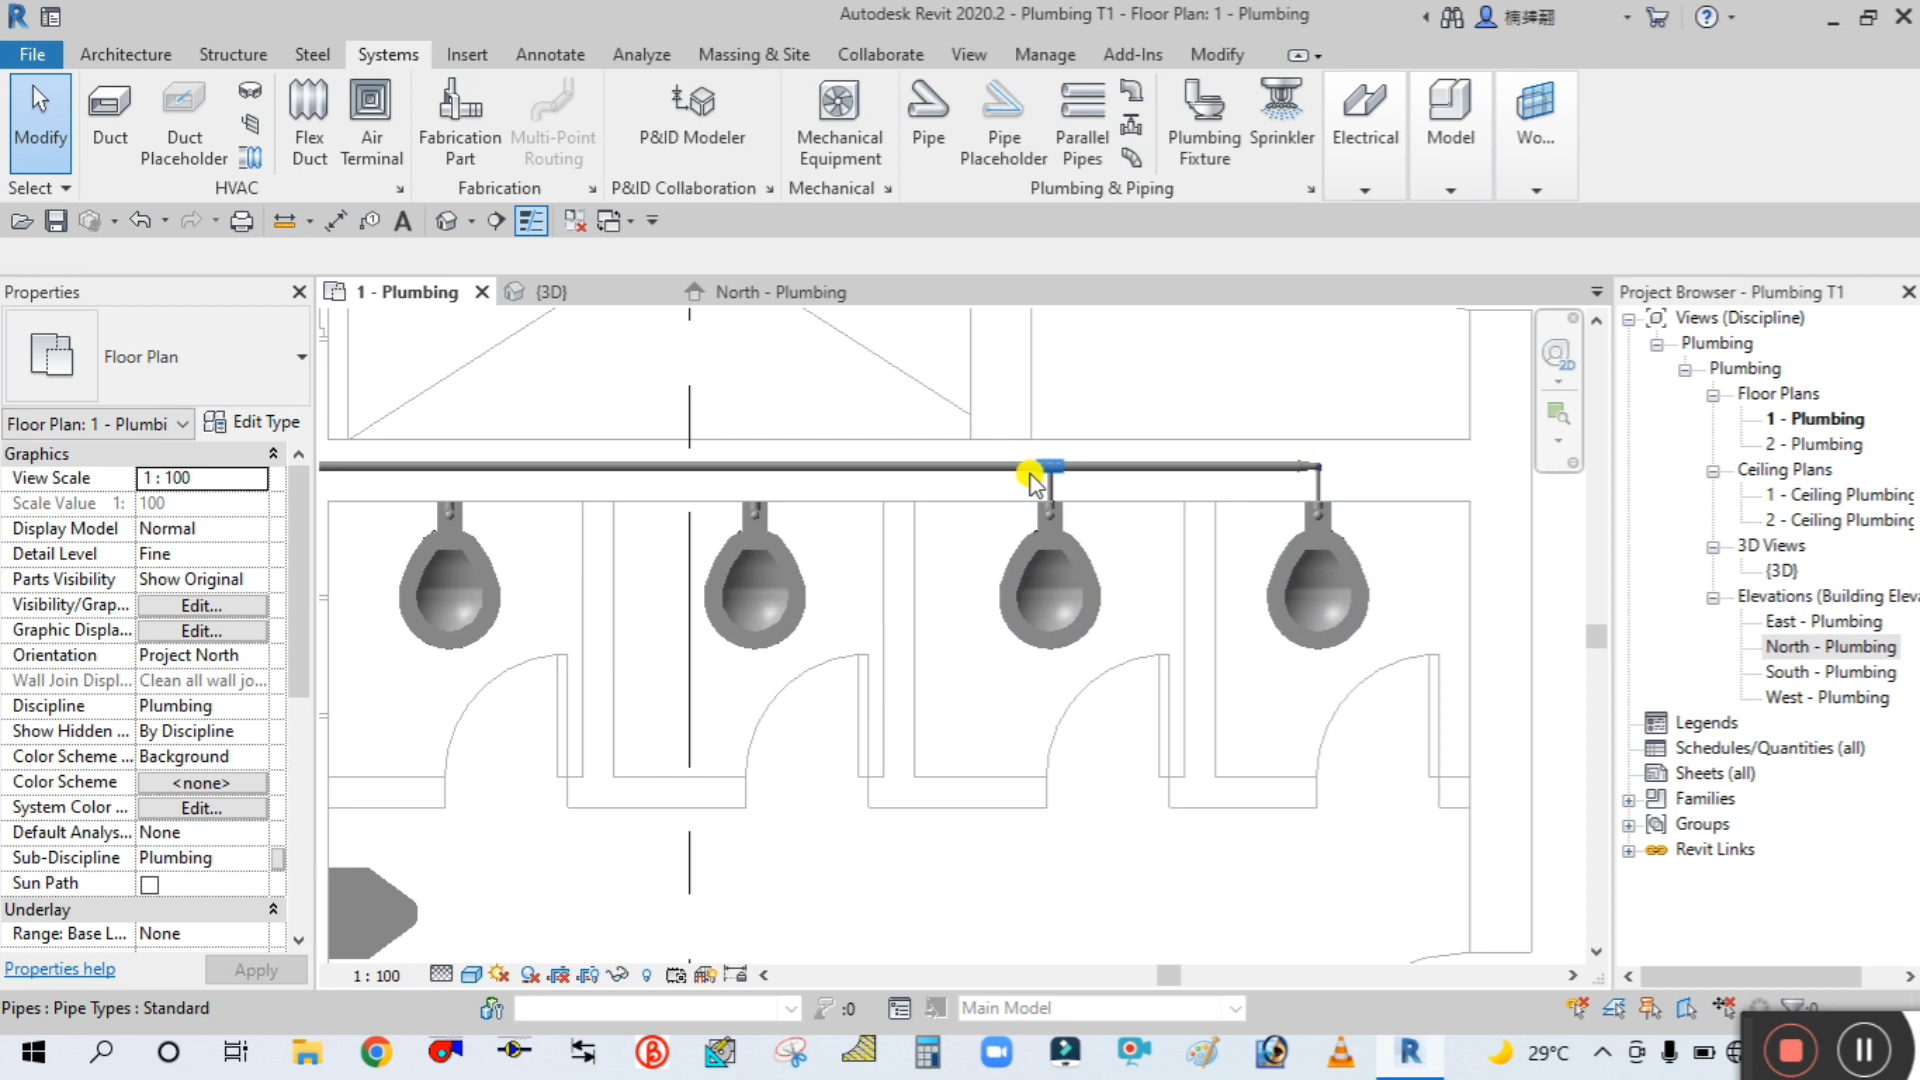 Autodesk Revit 2020.2 - Plumbing T1 - Floor Plan: 1 - Plumbing
File Architecture Structure Steel Systems Insert Annotate Analyze Massing & Site Collaborate View Manage Add-Ins Modify
Modify
Duct
Duct
Placeholder
Flex
Duct
Air
Terminal
Fabrication
Part
Multi-Point
Routing
P&ID Modeler
Mechanical
Equipment
Pipe
Pipe
Placeholder
Parallel
Pipes
Plumbing
Fixture
Sprinkler
Electrical
Model
Wo...
Select HVAC Fabrication P&ID Collaboration Mechanical Plumbing & Piping
A
Properties
1 - Plumbing
{3D}
North - Plumbing
Project Browser - Plumbing T1
Floor Plan
Floor Plan: 1 - Plumbi
Edit Type
Graphics
View Scale 1 : 100
Scale Value 1: 100
Display Model Normal
Detail Level Fine
Parts Visibility Show Original
Visibility/Grap... Edit...
Graphic Displa... Edit...
Orientation Project North
Wall Join Displ... Clean all wall jo...
Discipline Plumbing
Show Hidden ... By Discipline
Color Scheme ... Background
Color Scheme <none>
System Color ... Edit...
Default Analys... None
Sub-Discipline Plumbing
Sun Path
Underlay
Range: Base L... None
Properties help Apply
2D
Views (Discipline)
Plumbing
Plumbing
Floor Plans
1 - Plumbing
2 - Plumbing
Ceiling Plans
1 - Ceiling Plumbing
2 - Ceiling Plumbing
3D Views
{3D}
Elevations (Building Eleva
East - Plumbing
North - Plumbing
South - Plumbing
West - Plumbing
Legends
Schedules/Quantities (all)
Sheets (all)
Families
Groups
Revit Links
1 : 100
Pipes : Pipe Types : Standard
:0
Main Model
:0
29°C